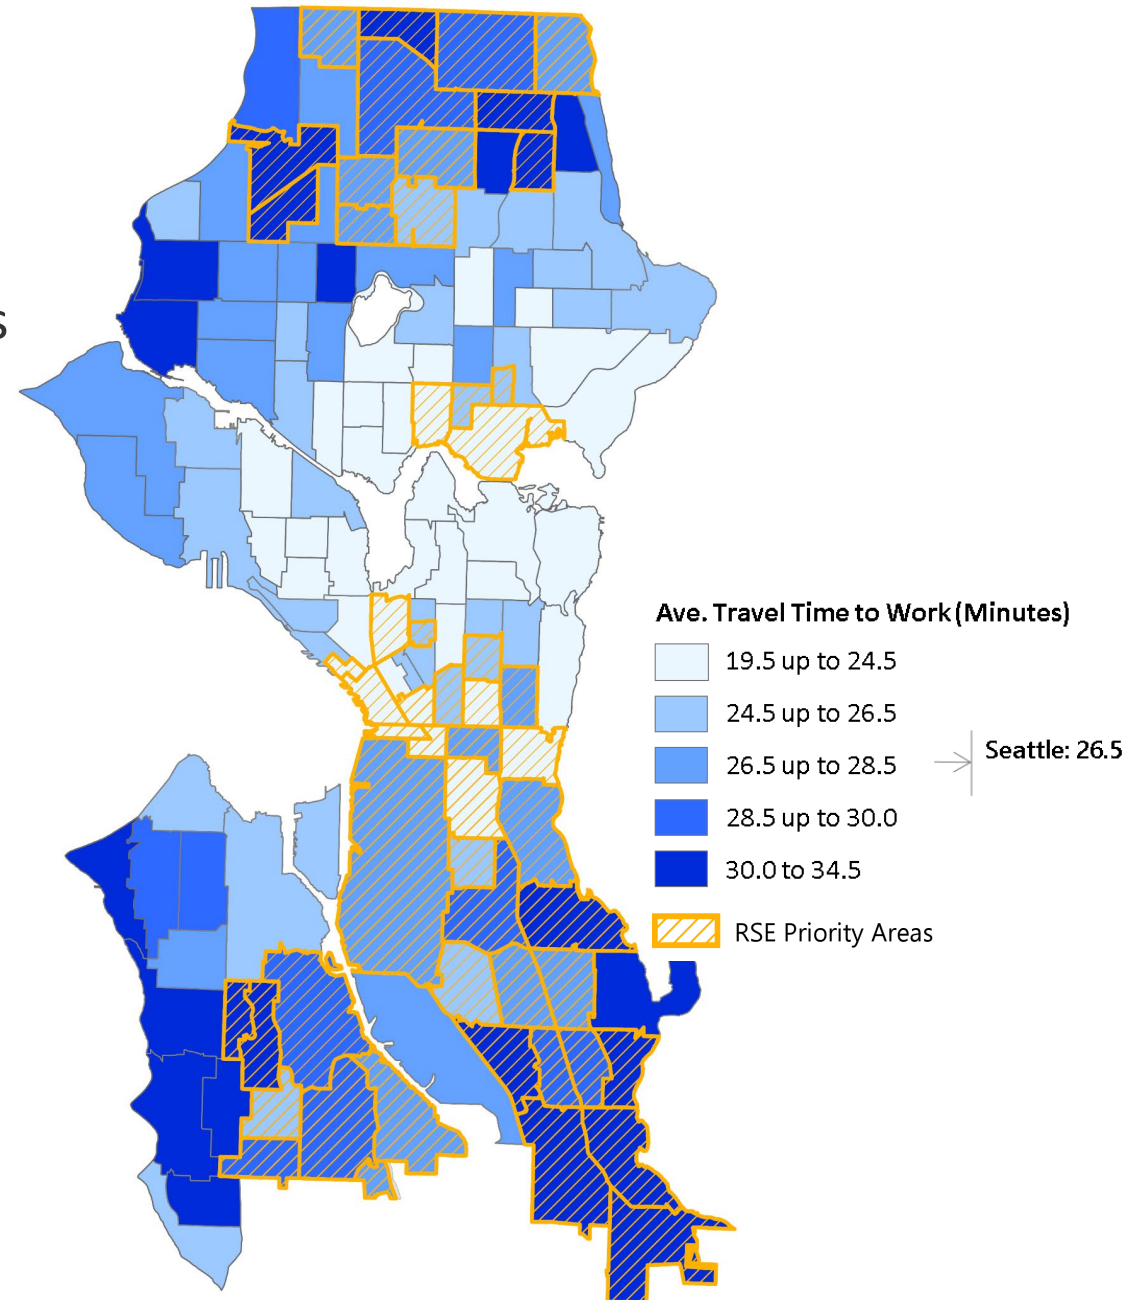 s
Ave. Travel Time to Work (Minutes)
19.5 up to 24.5
24.5 up to 26.5
26.5 up to 28.5
Seattle: 26.5
28.5 up to 30.0
30.0 to 34.5
RSE Priority Areas